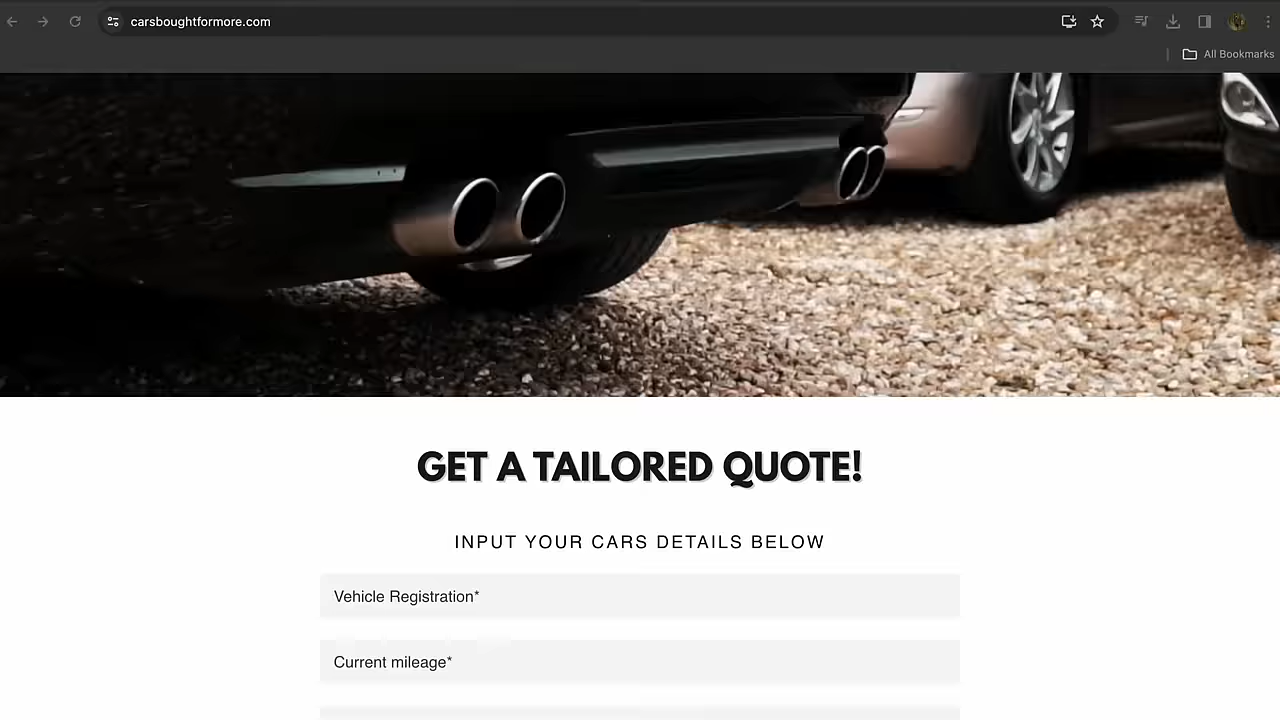 carsboughtformore.com
All Bookmarks
GET A TAILORED QUOTE!
INPUT YOUR CARS DETAILS BELOW
Vehicle Registration*
Current mileage*